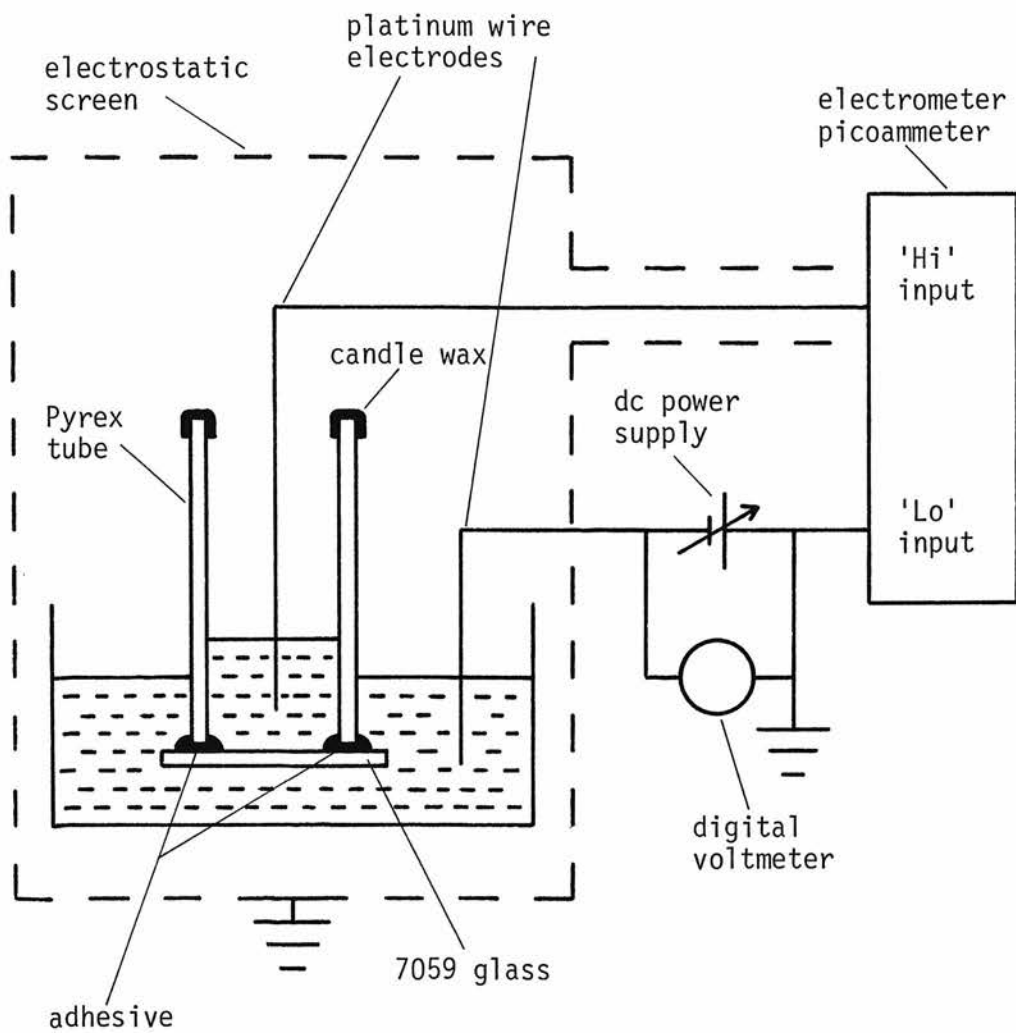 platinum wire
electrodes
electrostatic
screen
electrometer
picoammeter
'Hi'
input
candle wax
Pyrex
tube
dc power
supply
'Lo'
input
digital
voltmeter
7059 glass
adhesive